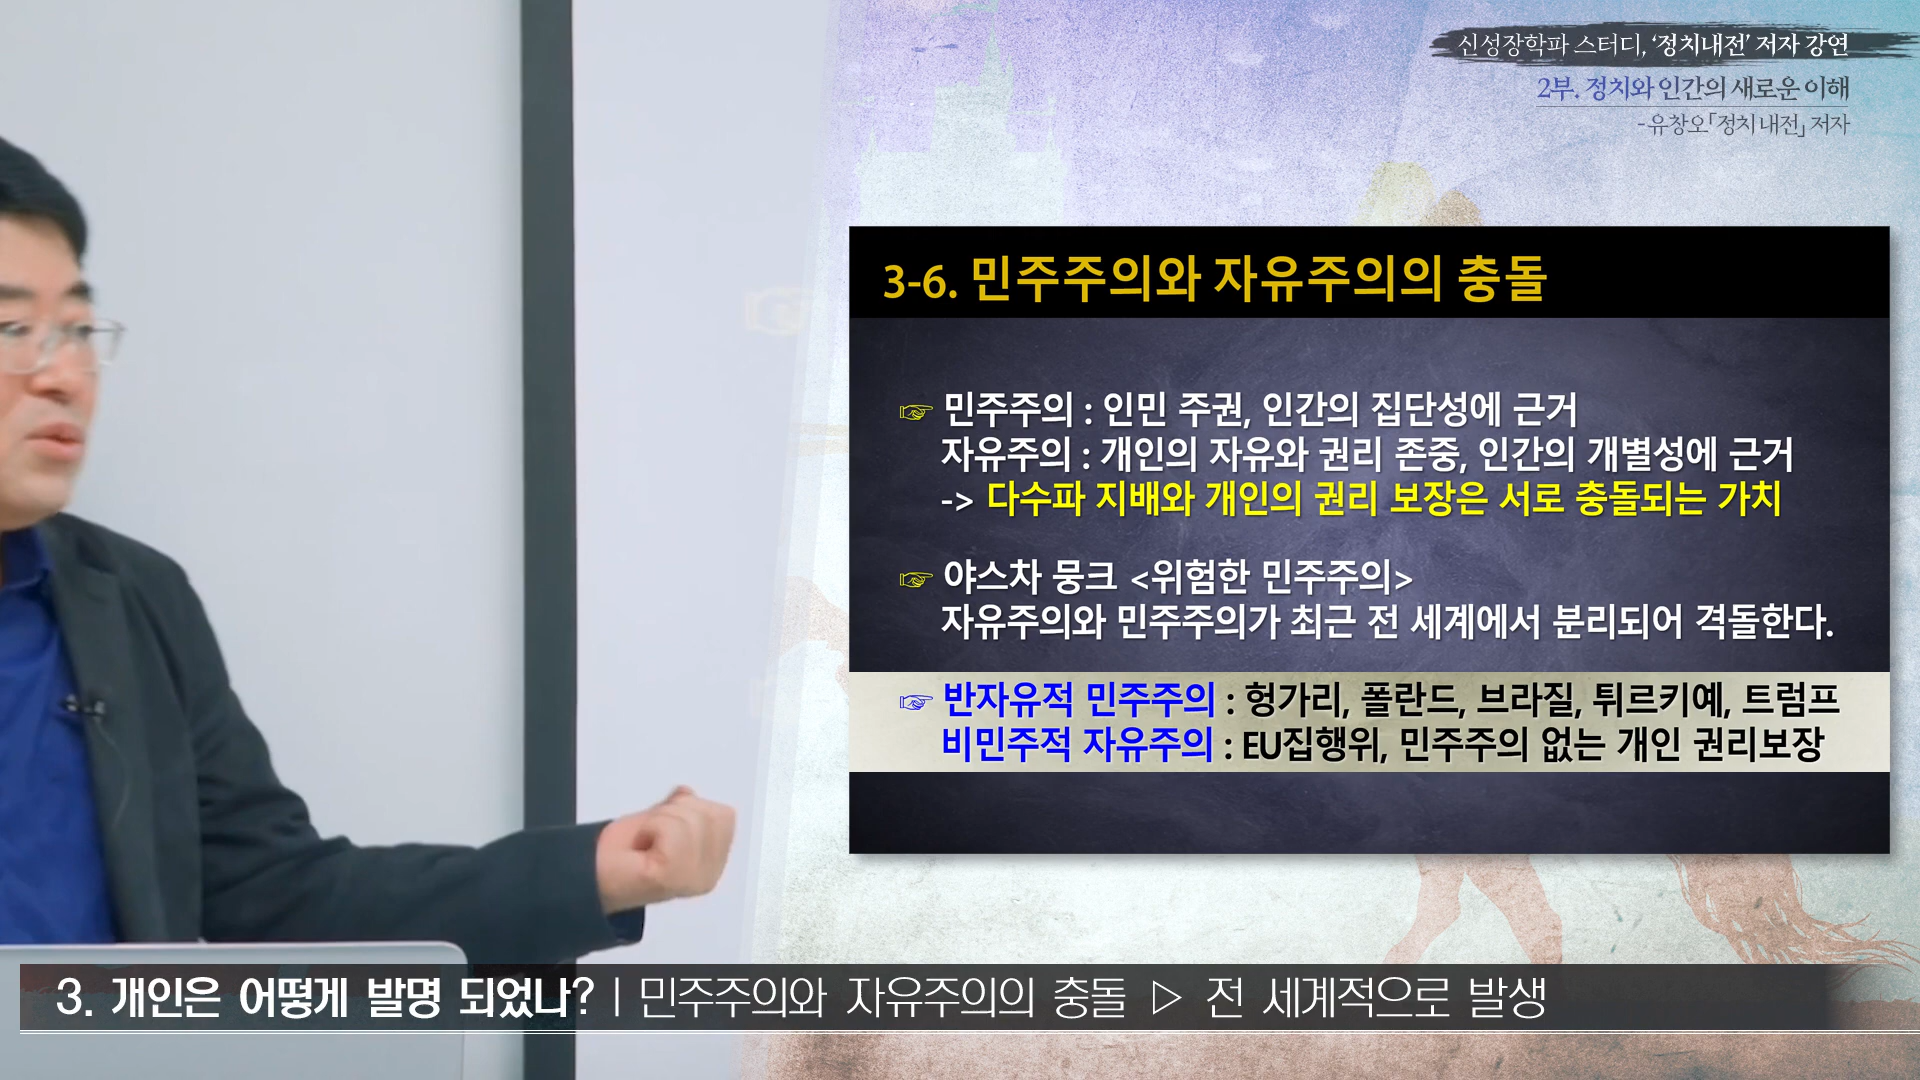 신성장학파 스터디, ‘정치내전’ 저자 강연
2부. 정치와 인간의 새로운 이해
-유창오「정치 내전」 저자
3-6. 민주주의와 자유주의의 충돌
☞ 민주주의 : 인민 주권, 인간의 집단성에 근거
자유주의 : 개인의 자유와 권리 존중, 인간의 개별성에 근거
-> 다수파 지배와 개인의 권리 보장은 서로 충돌되는 가치
☞ 야스차 뭉크 <위험한 민주주의>
자유주의와 민주주의가 최근 전 세계에서 분리되어 격돌한다.
☞ 반자유적 민주주의 : 헝가리, 폴란드, 브라질, 튀르키예, 트럼프
비민주적 자유주의 : EU집행위, 민주주의 없는 개인 권리보장
3. 개인은 어떻게 발명 되었나? | 민주주의와 자유주의의 충돌 ▷ 전 세계적으로 발생